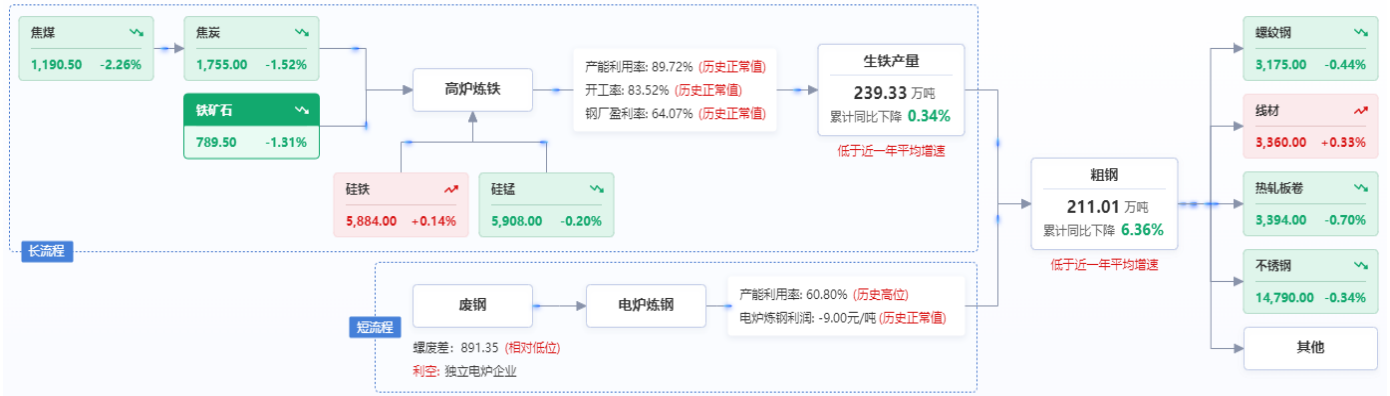 焦煤
1,190.50 -2.26%
焦炭
1,755.00 -1.52%
铁矿石
789.50 -1.31%
高炉炼铁
硅铁
5,884.00 +0.14%
硅锰
5,908.00 -0.20%
产能利用率: 89.72% (历史正常值)
开工率: 83.52% (历史正常值)
钢厂盈利率: 64.07% (历史正常值)
生铁产量
239.33 万吨
累计同比下降 0.34%
低于近一年平均增速
长流程
废钢
螺废差: 891.35 (相对低位)
利空: 独立电炉企业
电炉炼钢
产能利用率: 60.80% (历史高位)
电炉炼钢利润: -9.00元/吨 (历史正常值)
短流程
粗钢
211.01 万吨
累计同比下降 6.36%
低于近一年平均增速
螺纹钢
3,175.00 -0.44%
线材
3,360.00 +0.33%
热轧板卷
3,394.00 -0.70%
不锈钢
14,790.00 -0.34%
其他